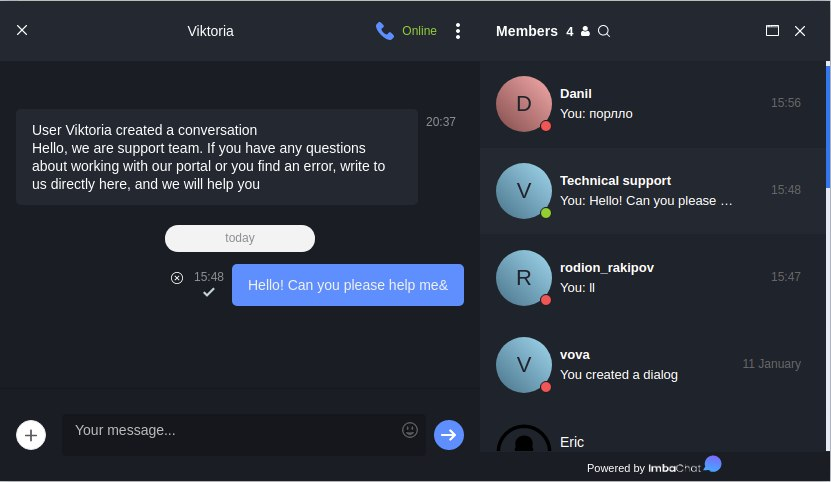 Viktoria
Online
User Viktoria created a conversation
Hello, we are support team. If you have any questions
about working with our portal or you find an error, write to
us directly here, and we will help you
20:37
today
15:48
Hello! Can you please help me&
Your message...
Members 4
D
Danil
15:56
You: порлло
V
Technical support
15:48
You: Hello! Can you please …
R
rodion_rakipov
15:47
You: ll
V
vova
11 January
You created a dialog
Eric
Powered by ImbaChat